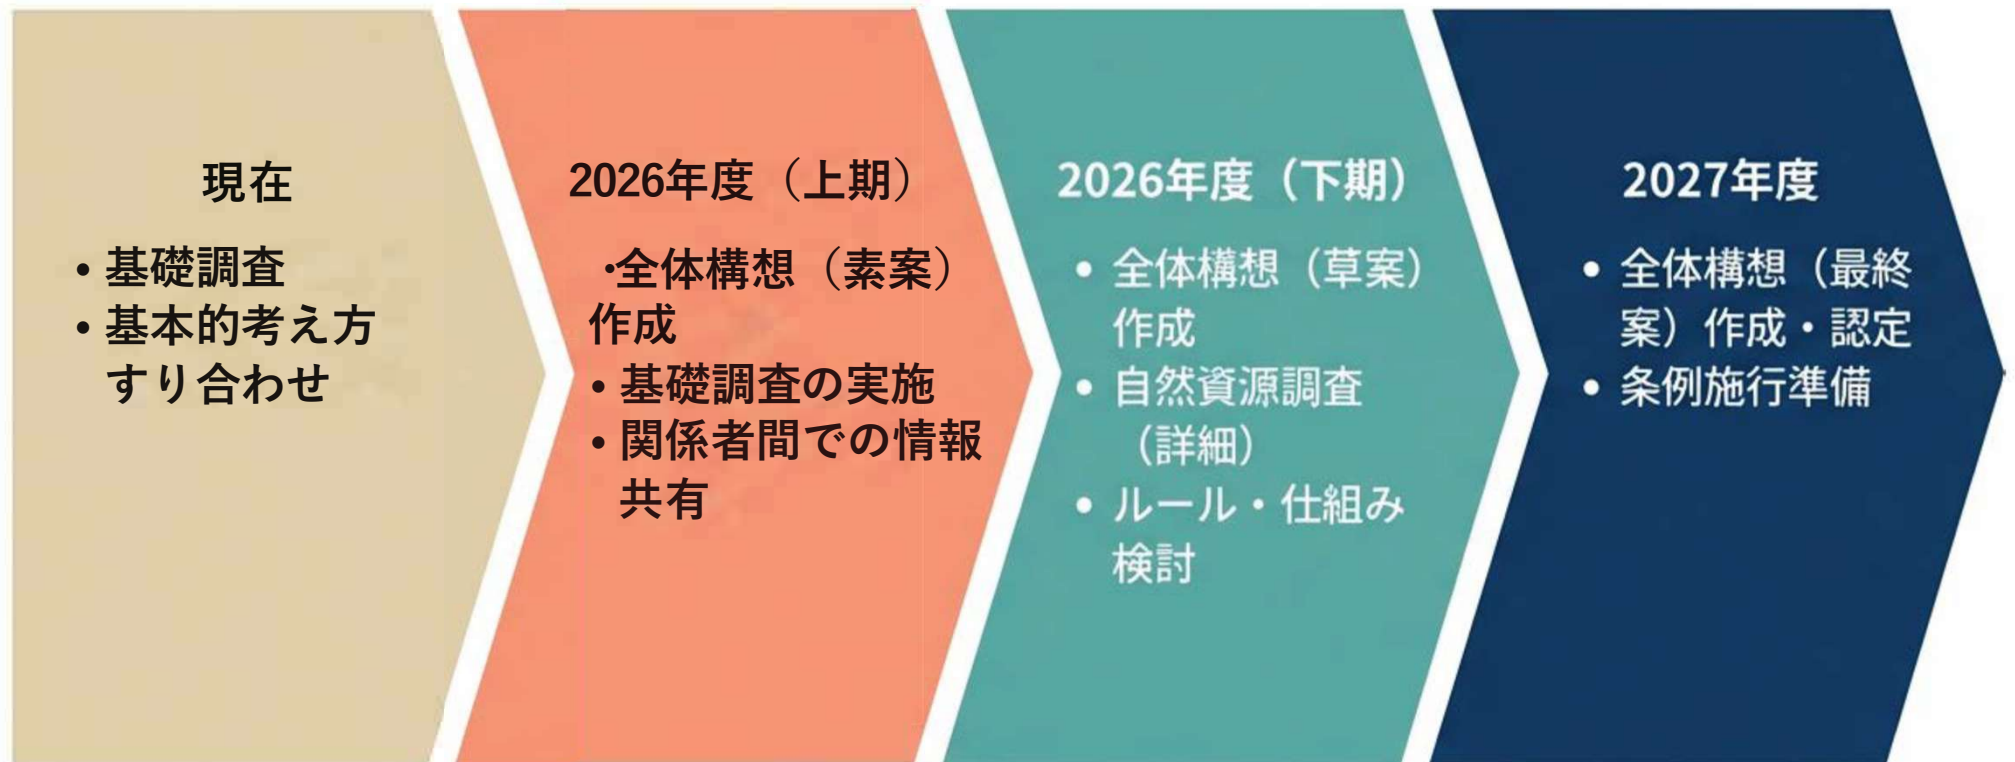 現在
• 基礎調査
• 基本的考え方
すり合わせ
2026年度（上期）
・全体構想（素案）
作成
• 基礎調査の実施
• 関係者間での情報
共有
2026年度（下期）
• 全体構想（草案）
作成
• 自然資源調査
（詳細）
• ルール・仕組み
検討
2027年度
• 全体構想（最終
案）作成・認定
• 条例施行準備